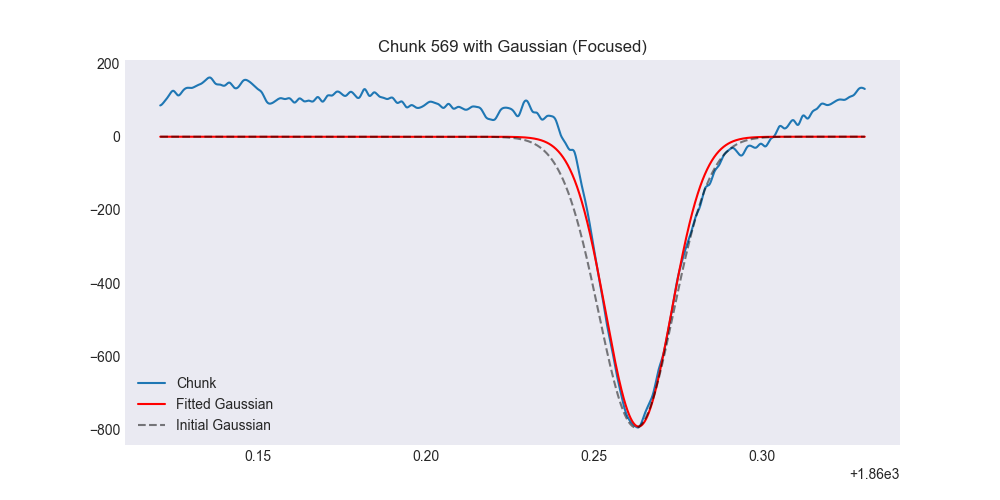 Chunk 569 with Gaussian (Focused)
200
0
−200
−400
−600
−800
Chunk
Fitted Gaussian
Initial Gaussian
0.15 0.20 0.25 0.30
+1.86e3